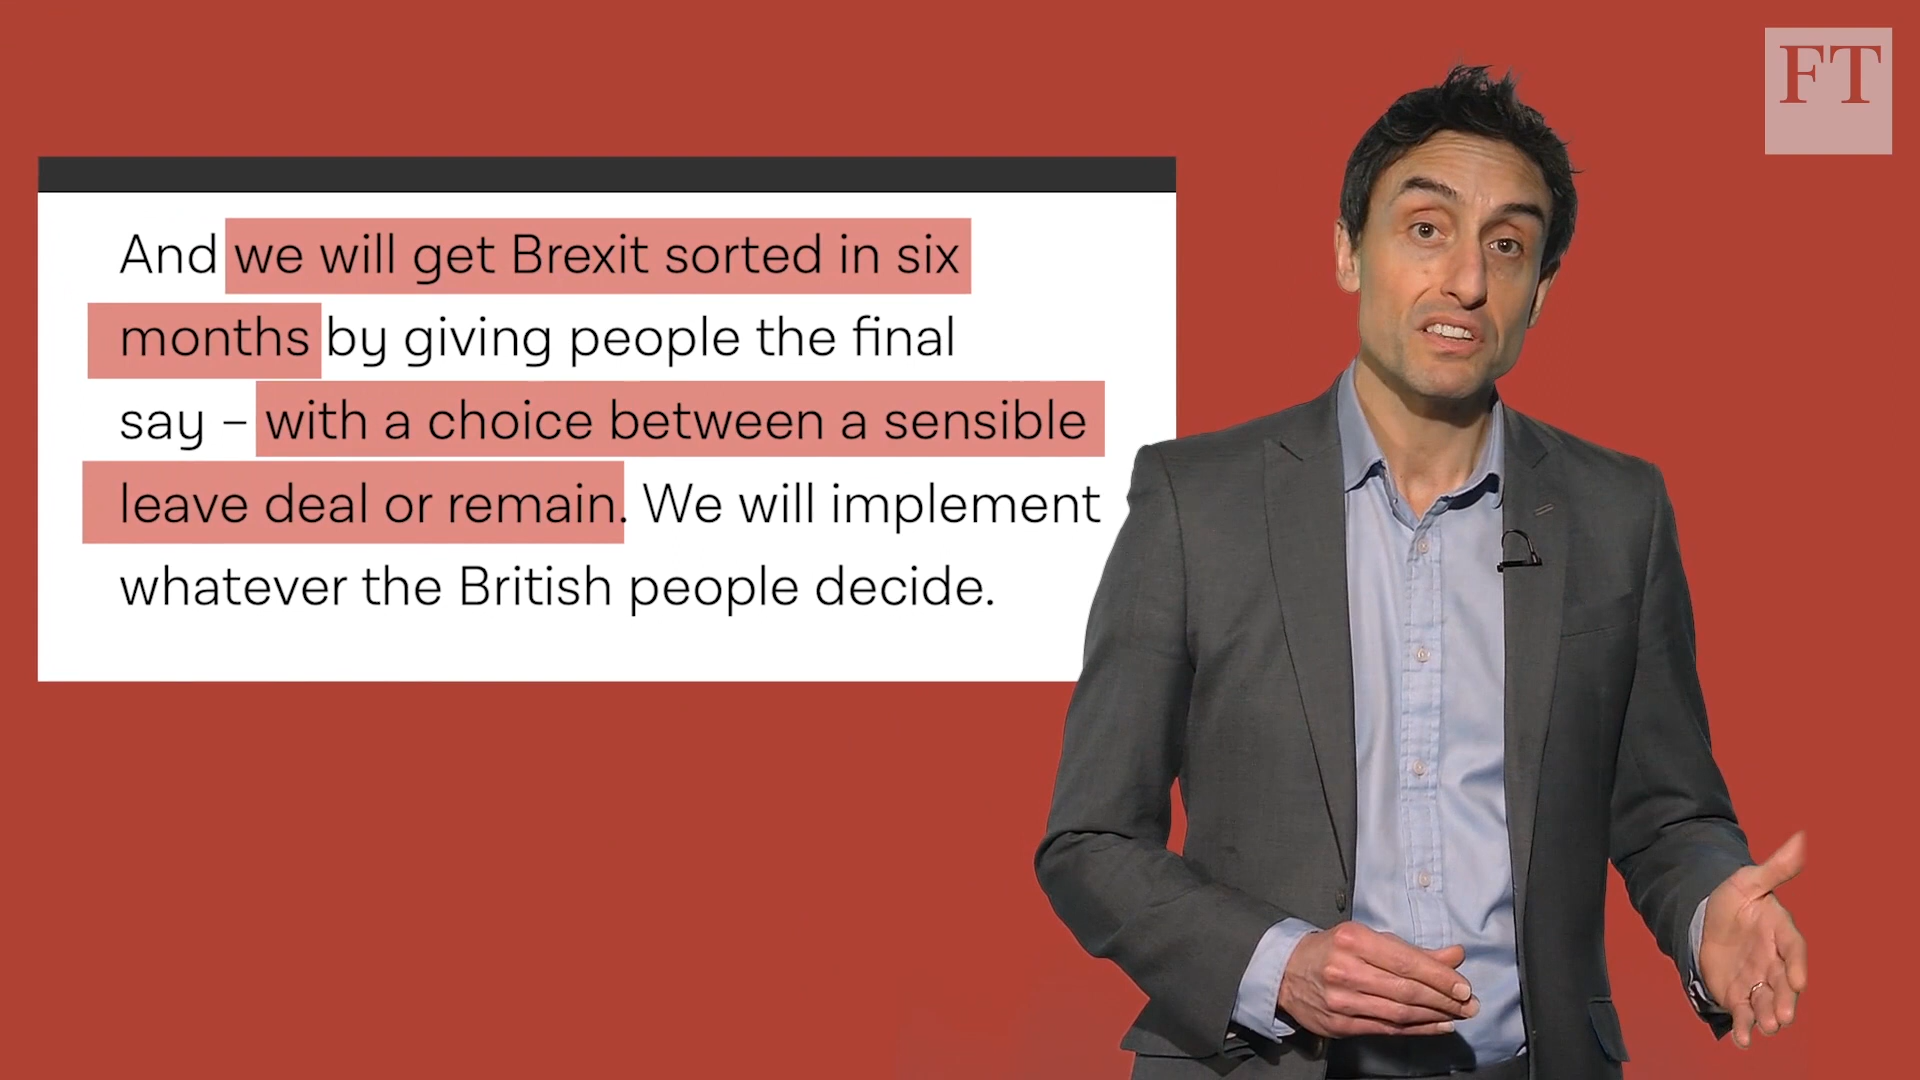 FT
And we will get Brexit sorted in six
months by giving people the final
say – with a choice between a sensible
leave deal or remain. We will implement
whatever the British people decide.